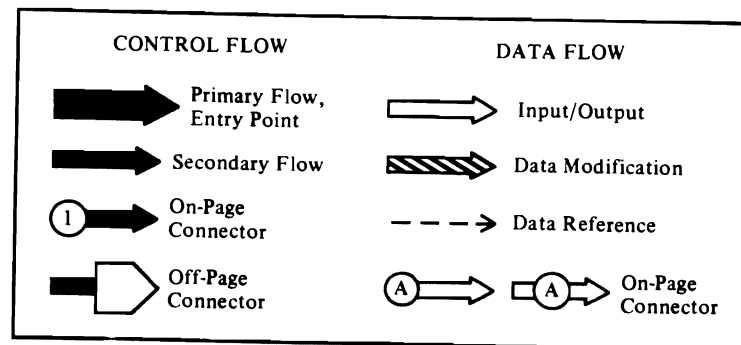 CONTROL FLOW
Primary Flow,
Entry Point
Secondary Flow
1
On-Page
Connector
Off-Page
Connector
DATA FLOW
Input/Output
Data Modification
Data Reference
A
A
On-Page
Connector